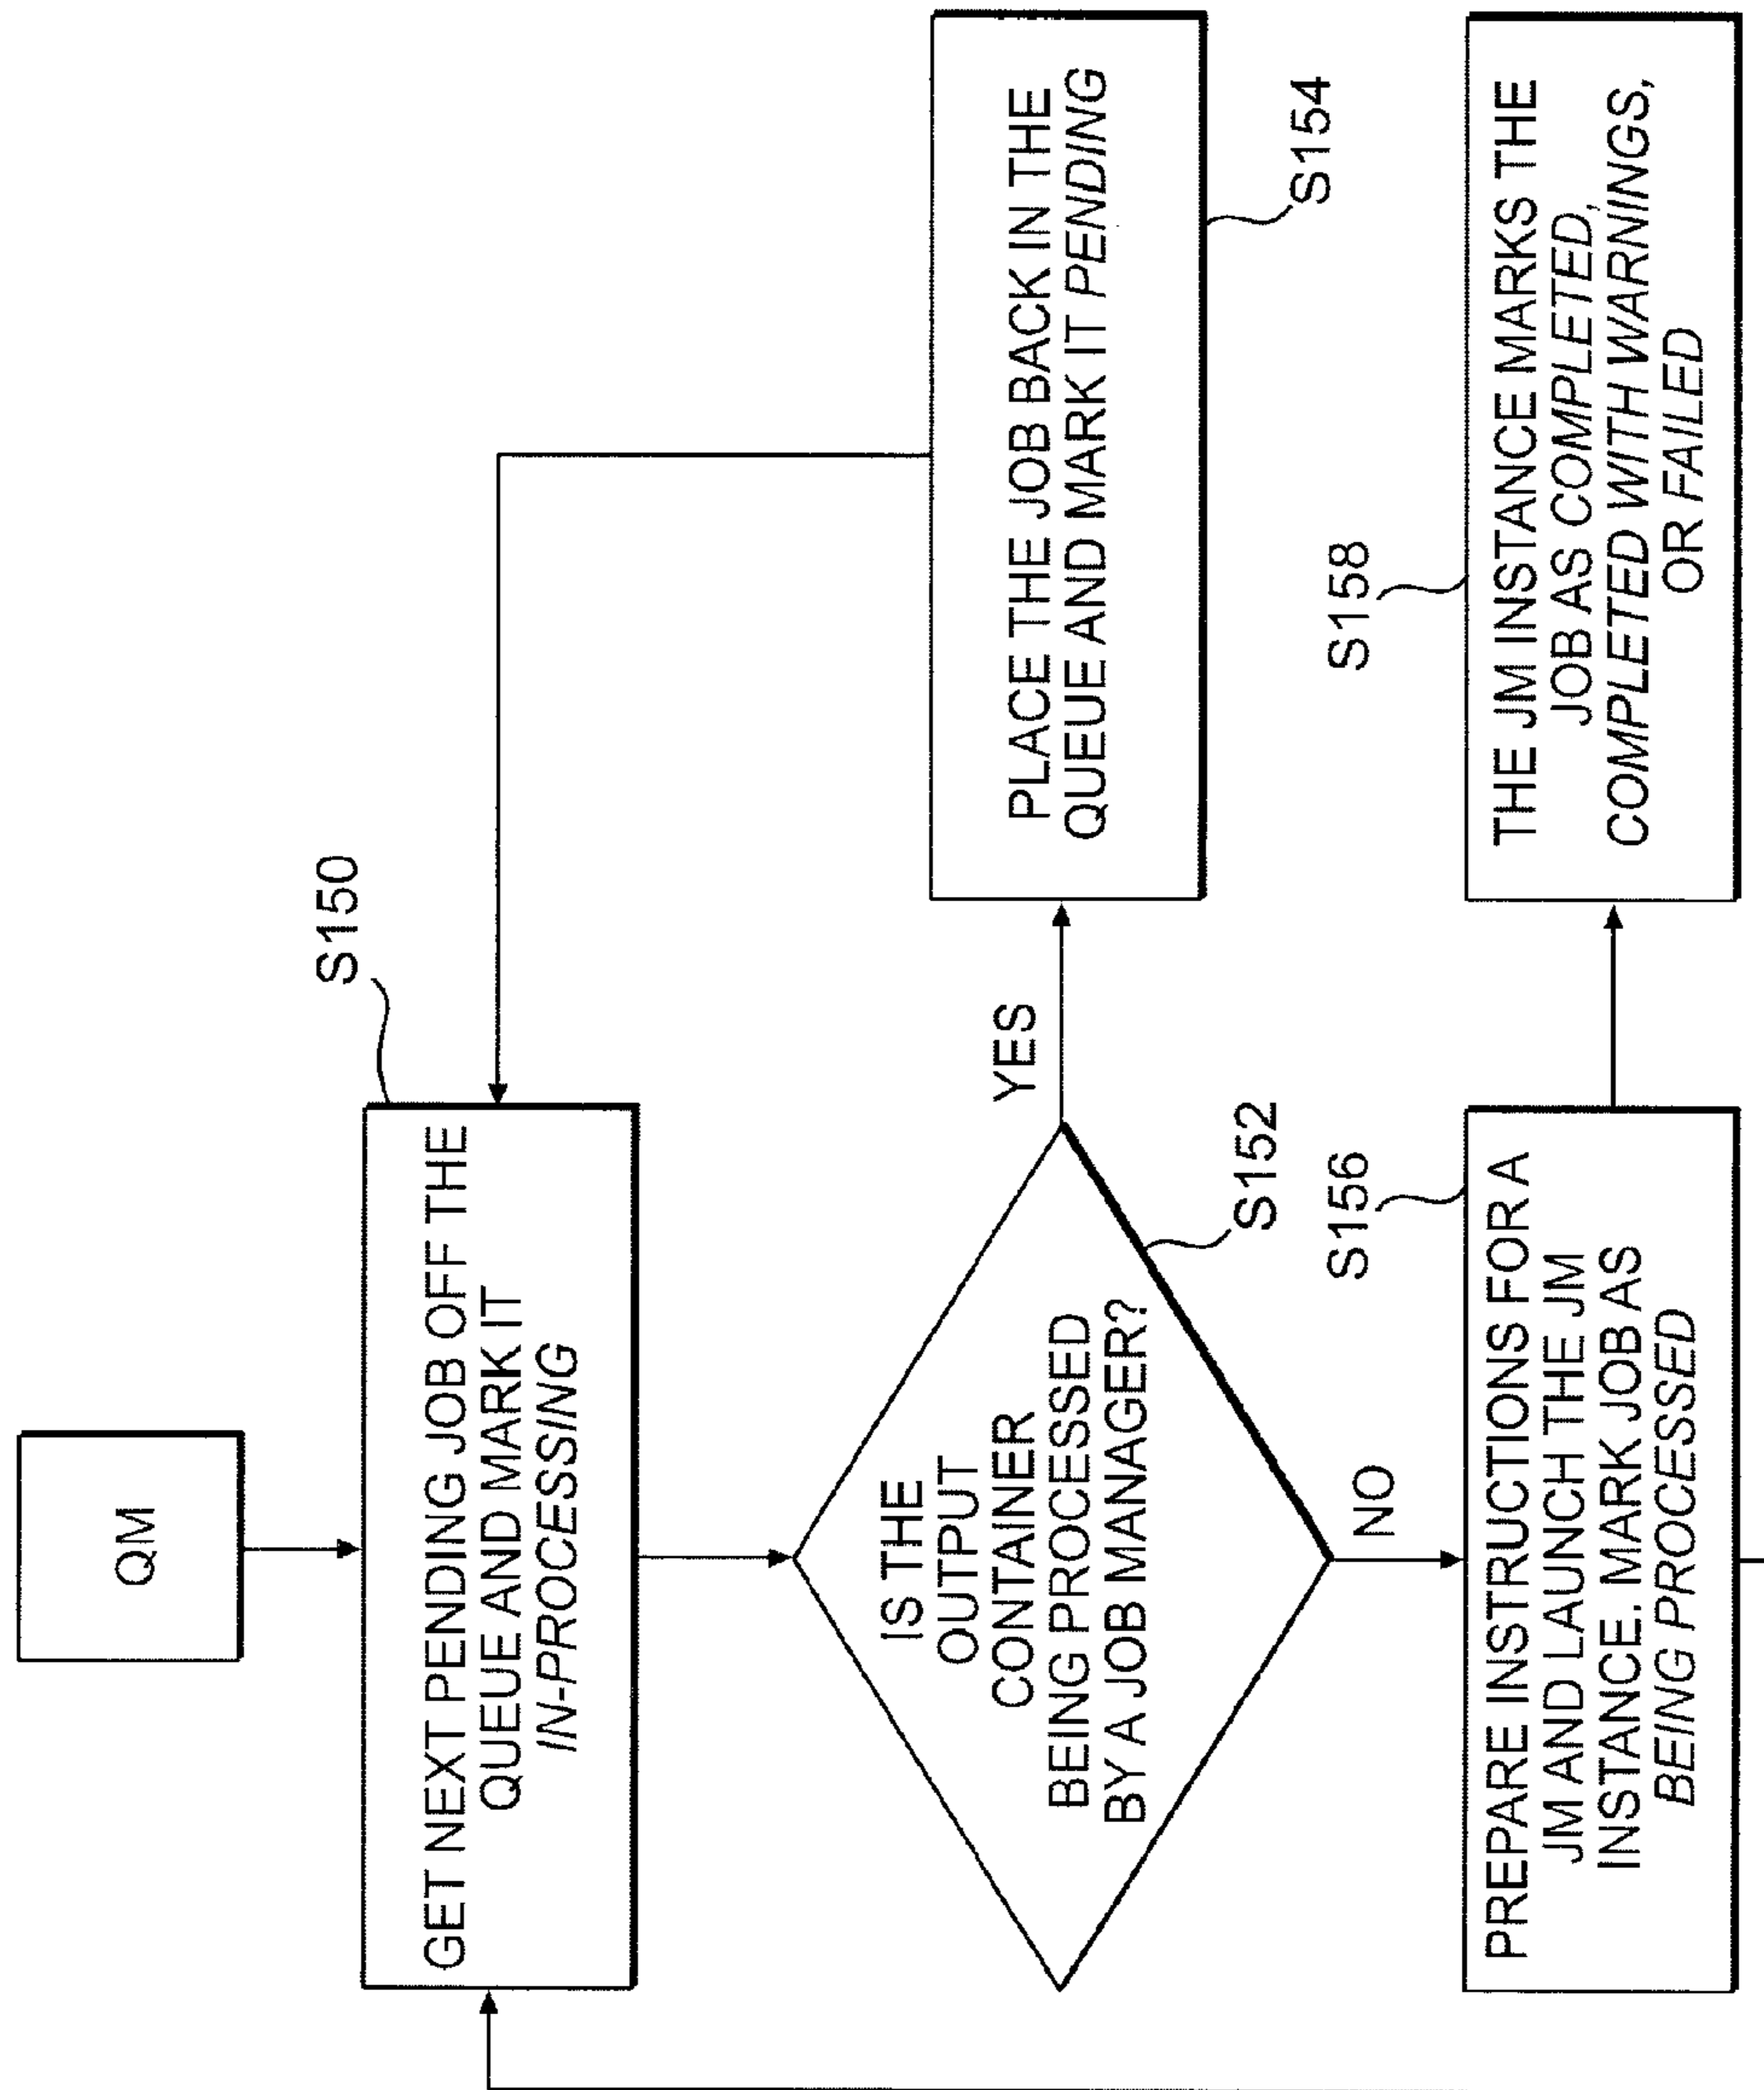 QM
S150
GET NEXT PENDING JOB OFF THE
QUEUE AND MARK IT
IN-PROCESSING
IS THE
OUTPUT
CONTAINER
BEING PROCESSED
BY A JOB MANAGER?
S152
YES
PLACE THE JOB BACK IN THE
QUEUE AND MARK IT PENDING
S154
NO
S156
PREPARE INSTRUCTIONS FOR A
JM AND LAUNCH THE JM
INSTANCE. MARK JOB AS
BEING PROCESSED
S158
THE JM INSTANCE MARKS THE
JOB AS COMPLETED,
COMPLETED WITH WARNINGS,
OR FAILED